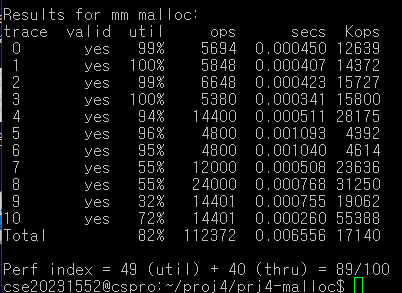 Results for mm malloc:
trace  valid  util     ops      secs  Kops
 0       yes   99%    5694  0.000450 12639
 1       yes  100%    5848  0.000407 14372
 2       yes   99%    6648  0.000423 15727
 3       yes  100%    5380  0.000341 15800
 4       yes   94%   14400  0.000511 28175
 5       yes   96%    4800  0.001093  4392
 6       yes   95%    4800  0.001040  4614
 7       yes   55%   12000  0.000508 23636
 8       yes   55%   24000  0.000768 31250
 9       yes   32%   14401  0.000755 19062
10       yes   72%   14401  0.000260 55388
Total          82%  112372  0.006556 17140
Perf index = 49 (util) + 40 (thru) = 89/100
cse20231552@cspro:~/proj4/prj4-malloc$